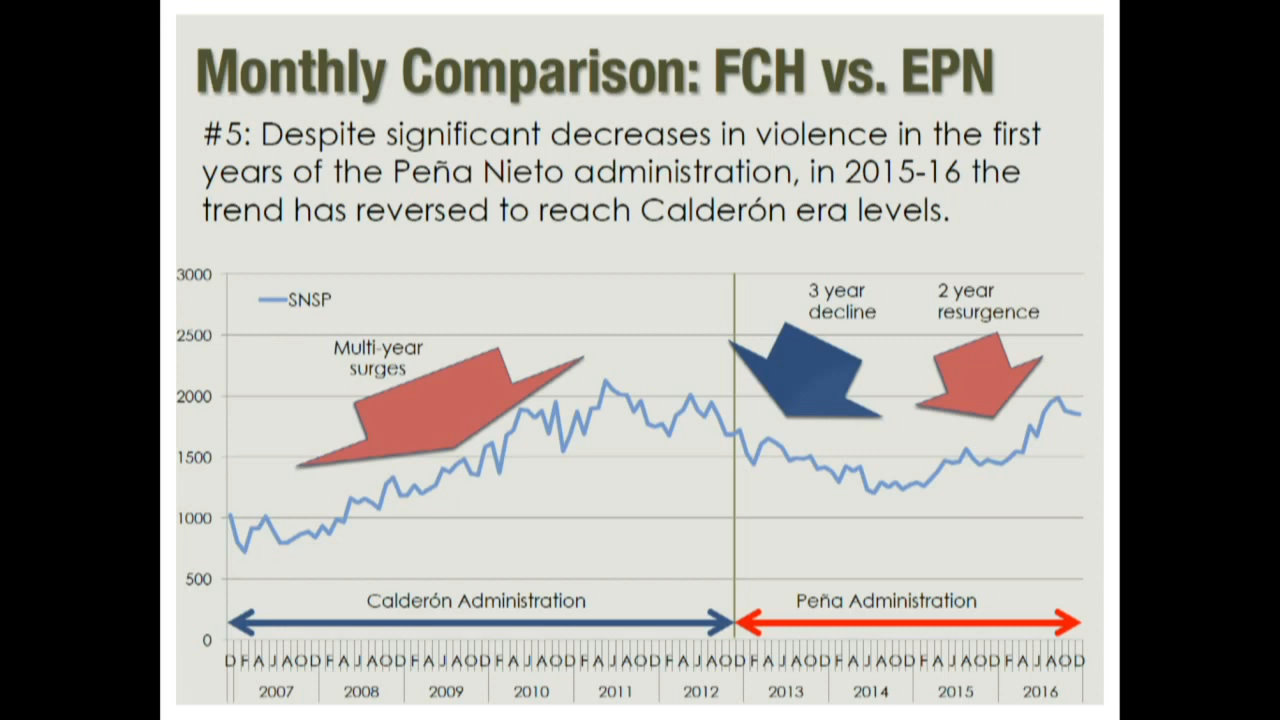 Monthly Comparison: FCH vs. EPN
#5: Despite significant decreases in violence in the first
years of the Peña Nieto administration, in 2015-16 the
trend has reversed to reach Calderón era levels.
3000
2500
2000
1500
1000
500
0
SNSP
Multi-year
surges
3 year
decline
2 year
resurgence
Calderón Administration
Peña Administration
D F A J A O D F A J A O D F A J A O D F A J A O D F A J A O D F A J A O D F A J A O D F A J A O D F A J A O D F A J A O D
2007 2008 2009 2010 2011 2012 2013 2014 2015 2016